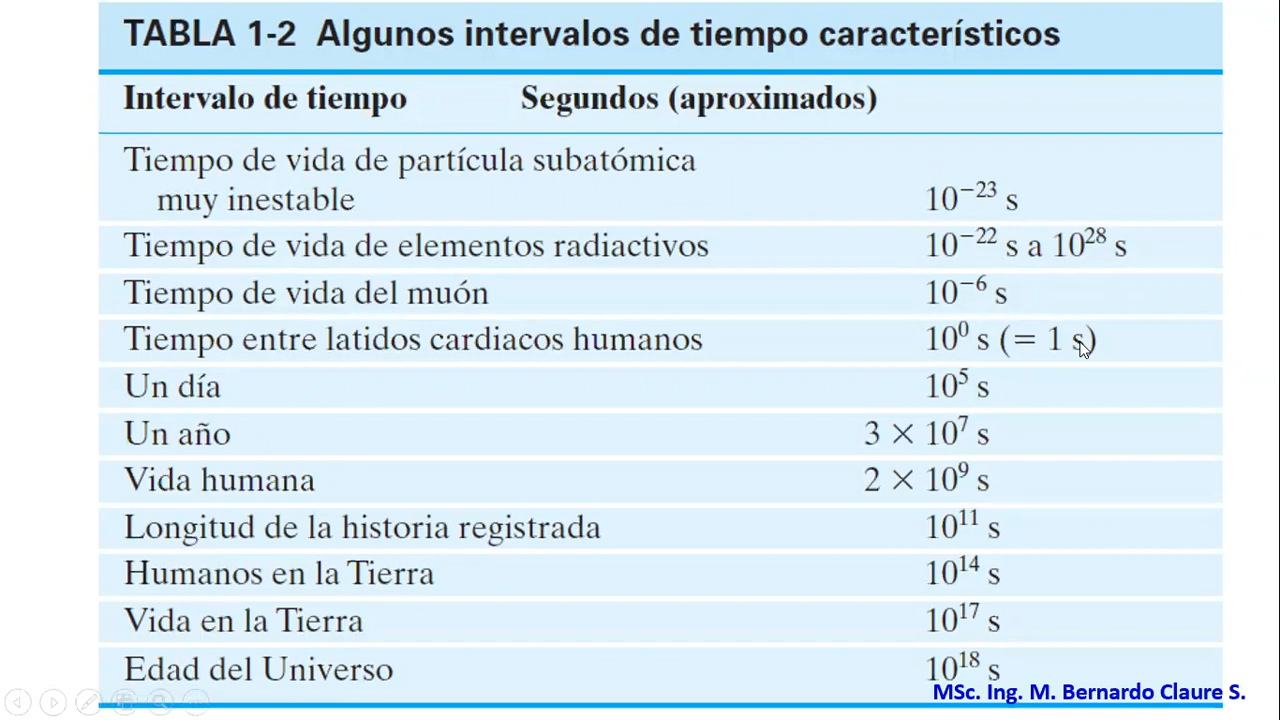 TABLA 1-2 Algunos intervalos de tiempo característicos
Intervalo de tiempo Segundos (aproximados)
Tiempo de vida de partícula subatómica
muy inestable 10⁻²³ s
Tiempo de vida de elementos radiactivos 10⁻²² s a 10²⁸ s
Tiempo de vida del muón 10⁻⁶ s
Tiempo entre latidos cardiacos humanos 10⁰ s (= 1 s)
Un día 10⁵ s
Un año 3 × 10⁷ s
Vida humana 2 × 10⁹ s
Longitud de la historia registrada 10¹¹ s
Humanos en la Tierra 10¹⁴ s
Vida en la Tierra 10¹⁷ s
Edad del Universo 10¹⁸ s
MSc. Ing. M. Bernardo Claure S.